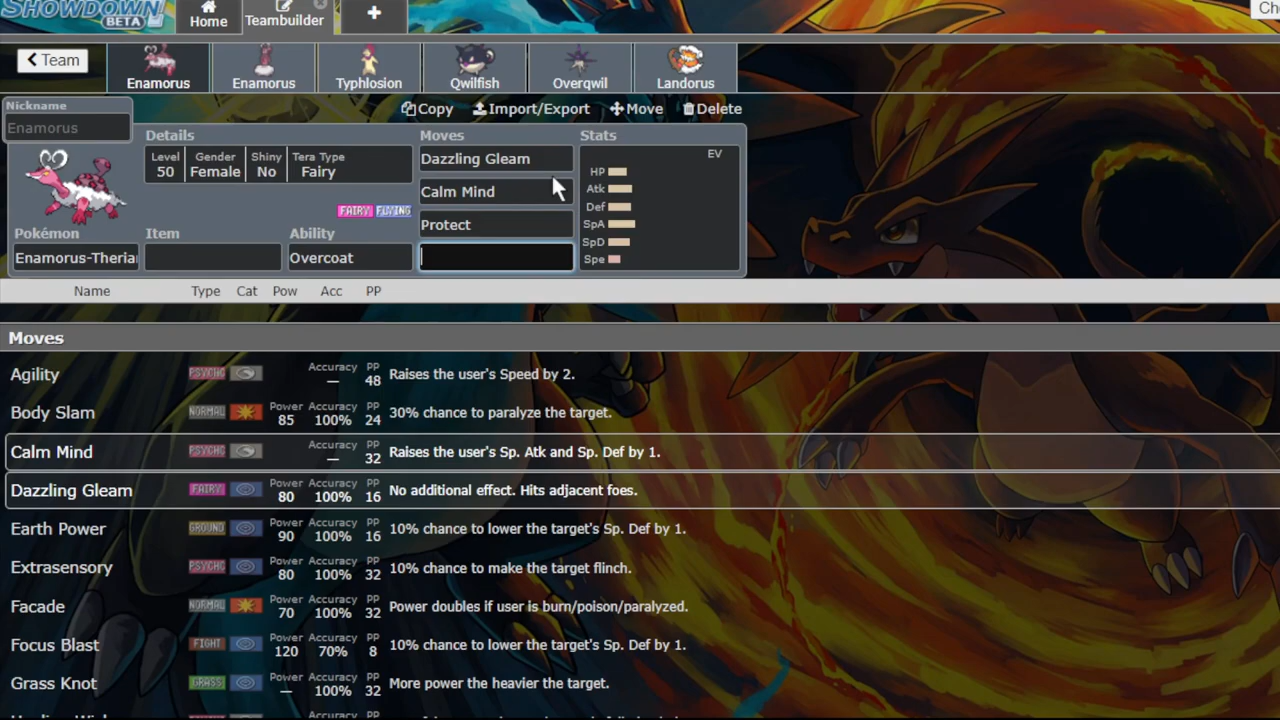 SHOWDOWN
BETA
Home
Teambuilder
+
Ch
Team
Enamorus
Enamorus
Typhlosion
Qwilfish
Overqwil
Landorus
Copy
Import/Export
Move
Delete
Nickname
Enamorus
Details
Level
50
Gender
Female
Shiny
No
Tera Type
Fairy
FAIRY FLYING
Pokémon
Enamorus-Theria
Item
Ability
Overcoat
Moves
Dazzling Gleam
Calm Mind
Protect
Stats
EV
HP
Atk
Def
SpA
SpD
Spe
Name Type Cat Pow Acc PP
Moves
Agility PSYCHC Accuracy — PP 48 Raises the user's Speed by 2.
Body Slam NORMAL Power 85 Accuracy 100% PP 24 30% chance to paralyze the target.
Calm Mind PSYCHC Accuracy — PP 32 Raises the user's Sp. Atk and Sp. Def by 1.
Dazzling Gleam FAIRY Power 80 Accuracy 100% PP 16 No additional effect. Hits adjacent foes.
Earth Power GROUND Power 90 Accuracy 100% PP 16 10% chance to lower the target's Sp. Def by 1.
Extrasensory PSYCHC Power 80 Accuracy 100% PP 32 10% chance to make the target flinch.
Facade NORMAL Power 70 Accuracy 100% PP 32 Power doubles if user is burn/poison/paralyzed.
Focus Blast FIGHT Power 120 Accuracy 70% PP 8 10% chance to lower the target's Sp. Def by 1.
Grass Knot GRASS Power — Accuracy 100% PP 32 More power the heavier the target.